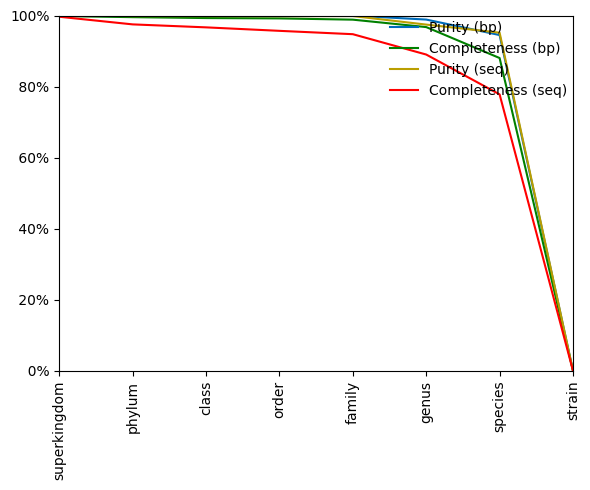 100%
80%
60%
40%
20%
0%
Purity (bp)
Completeness (bp)
Purity (seq)
Completeness (seq)
superkingdom
phylum
class
order
family
genus
species
strain